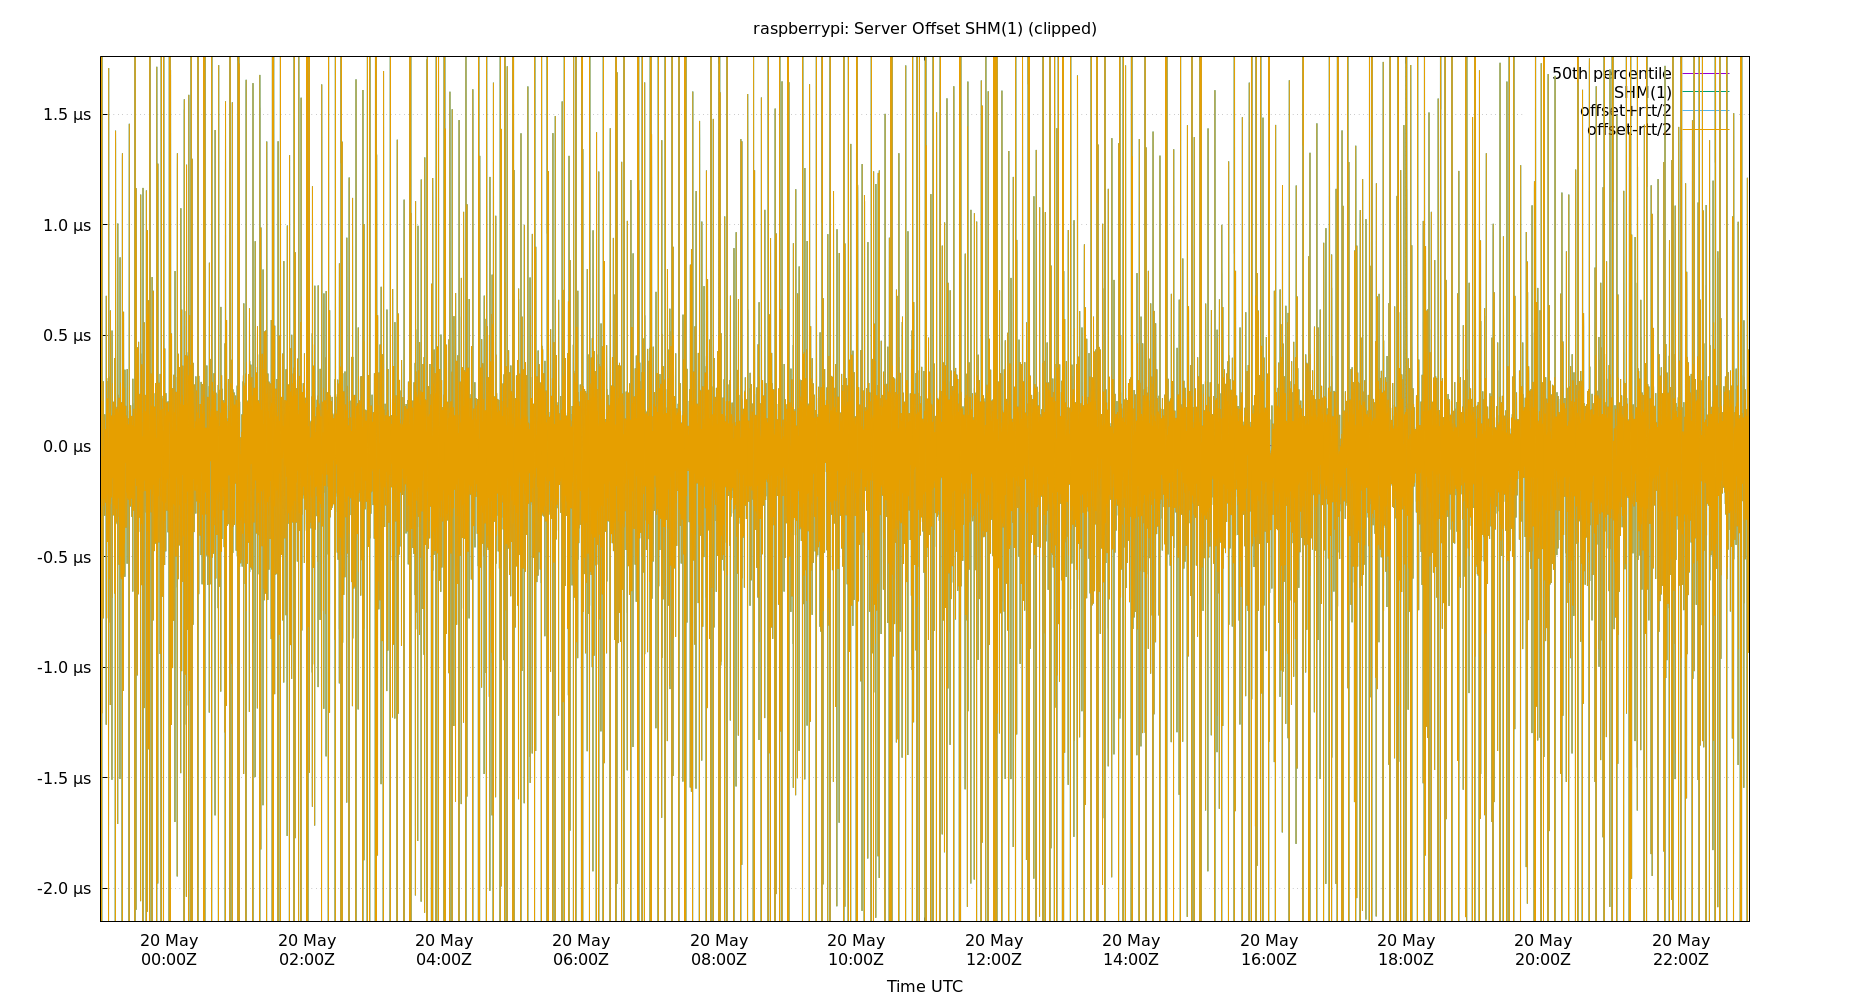 raspberrypi: Server Offset SHM(1) (clipped)
50th percentile
SHM(1)
offset+rtt/2
offset-rtt/2
1.5 µs
1.0 µs
0.5 µs
0.0 µs
-0.5 µs
-1.0 µs
-1.5 µs
-2.0 µs
20 May 20 May 20 May 20 May 20 May 20 May 20 May 20 May 20 May 20 May 20 May 20 May
00:00Z 02:00Z 04:00Z 06:00Z 08:00Z 10:00Z 12:00Z 14:00Z 16:00Z 18:00Z 20:00Z 22:00Z
Time UTC